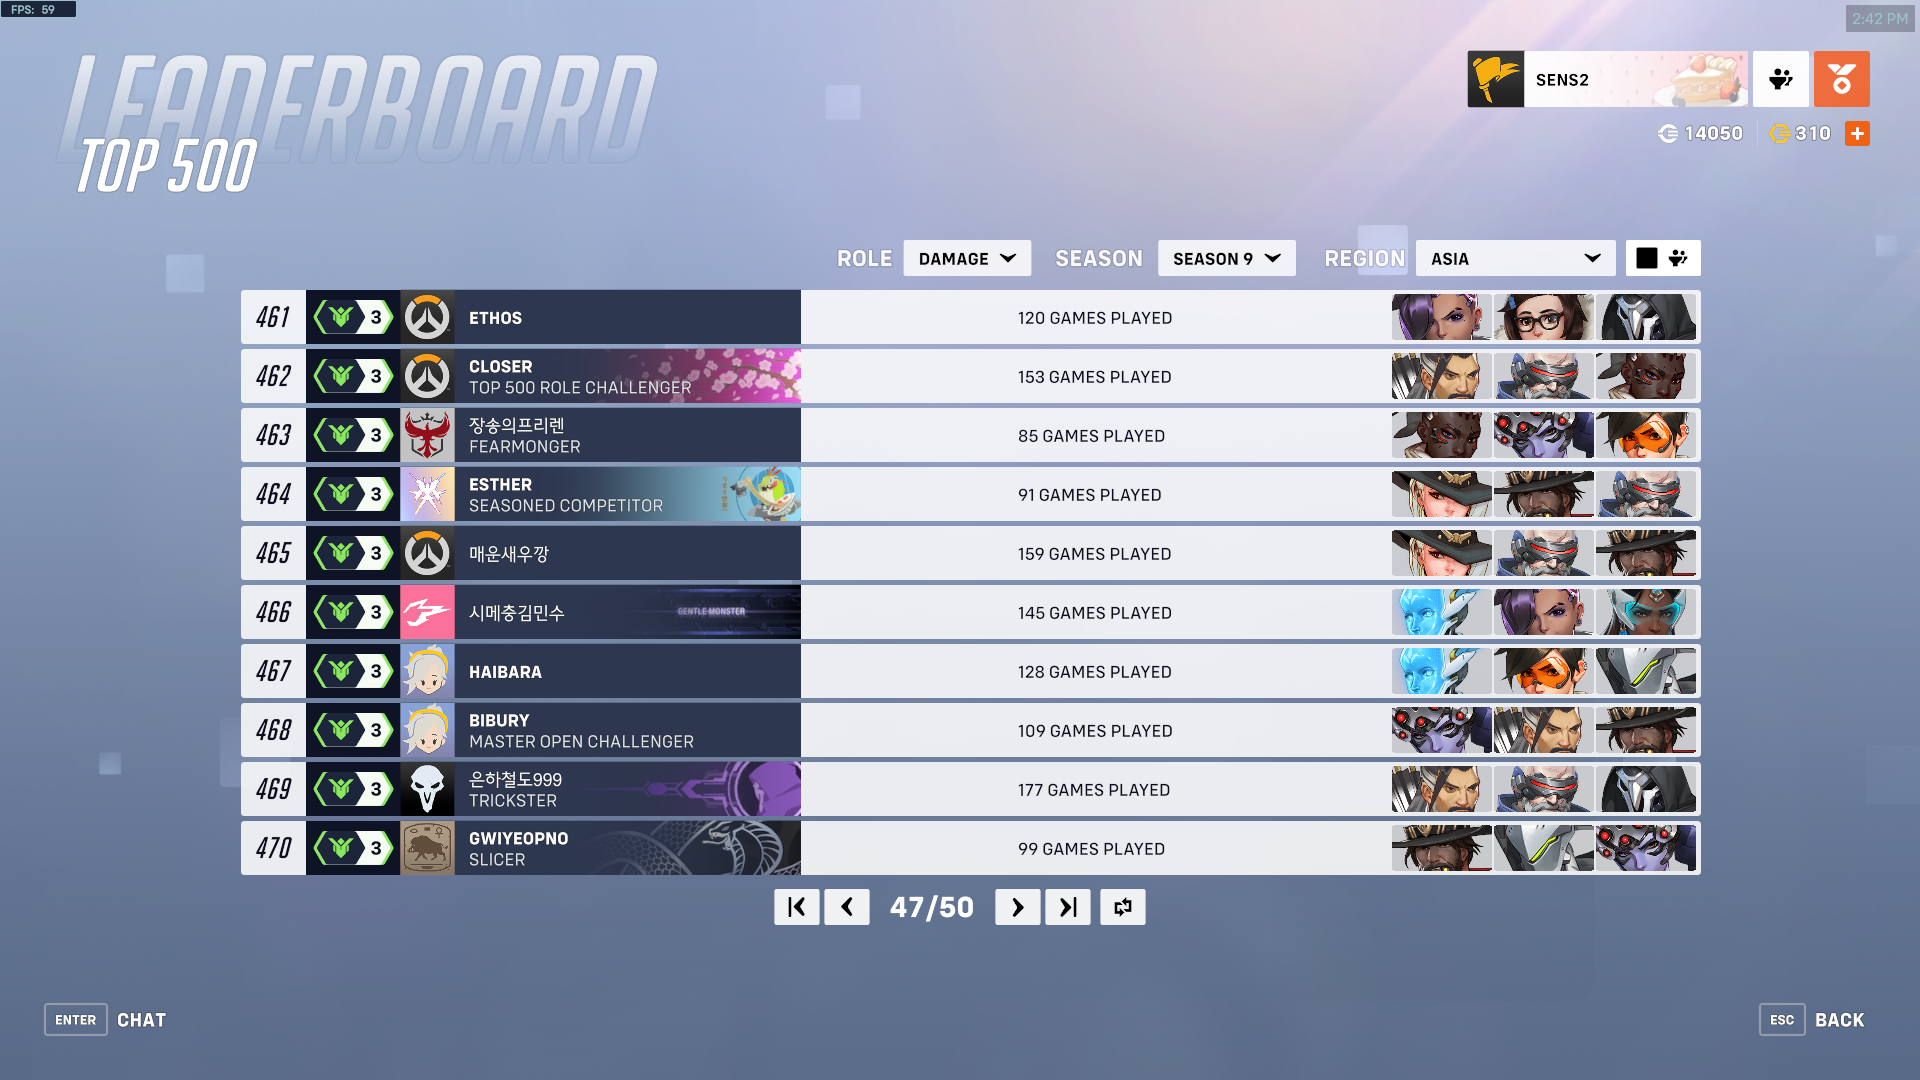 FPS: 59
2:42 PM
LEADERBOARD
TOP 500
SENS2
14050
310
ROLE DAMAGE SEASON SEASON 9 REGION ASIA
461 3 ETHOS 120 GAMES PLAYED
462 3 CLOSER
TOP 500 ROLE CHALLENGER
153 GAMES PLAYED
463 3 장송의프리렌
FEARMONGER
85 GAMES PLAYED
464 3 ESTHER
SEASONED COMPETITOR
91 GAMES PLAYED
465 3 매운새우깡 159 GAMES PLAYED
466 3 시메충김민수 GENTLE MONSTER 145 GAMES PLAYED
467 3 HAIBARA 128 GAMES PLAYED
468 3 BIBURY
MASTER OPEN CHALLENGER
109 GAMES PLAYED
469 3 은하철도999
TRICKSTER
177 GAMES PLAYED
470 3 GWIYEOPNO
SLICER
99 GAMES PLAYED
47/50
ENTER CHAT
ESC BACK